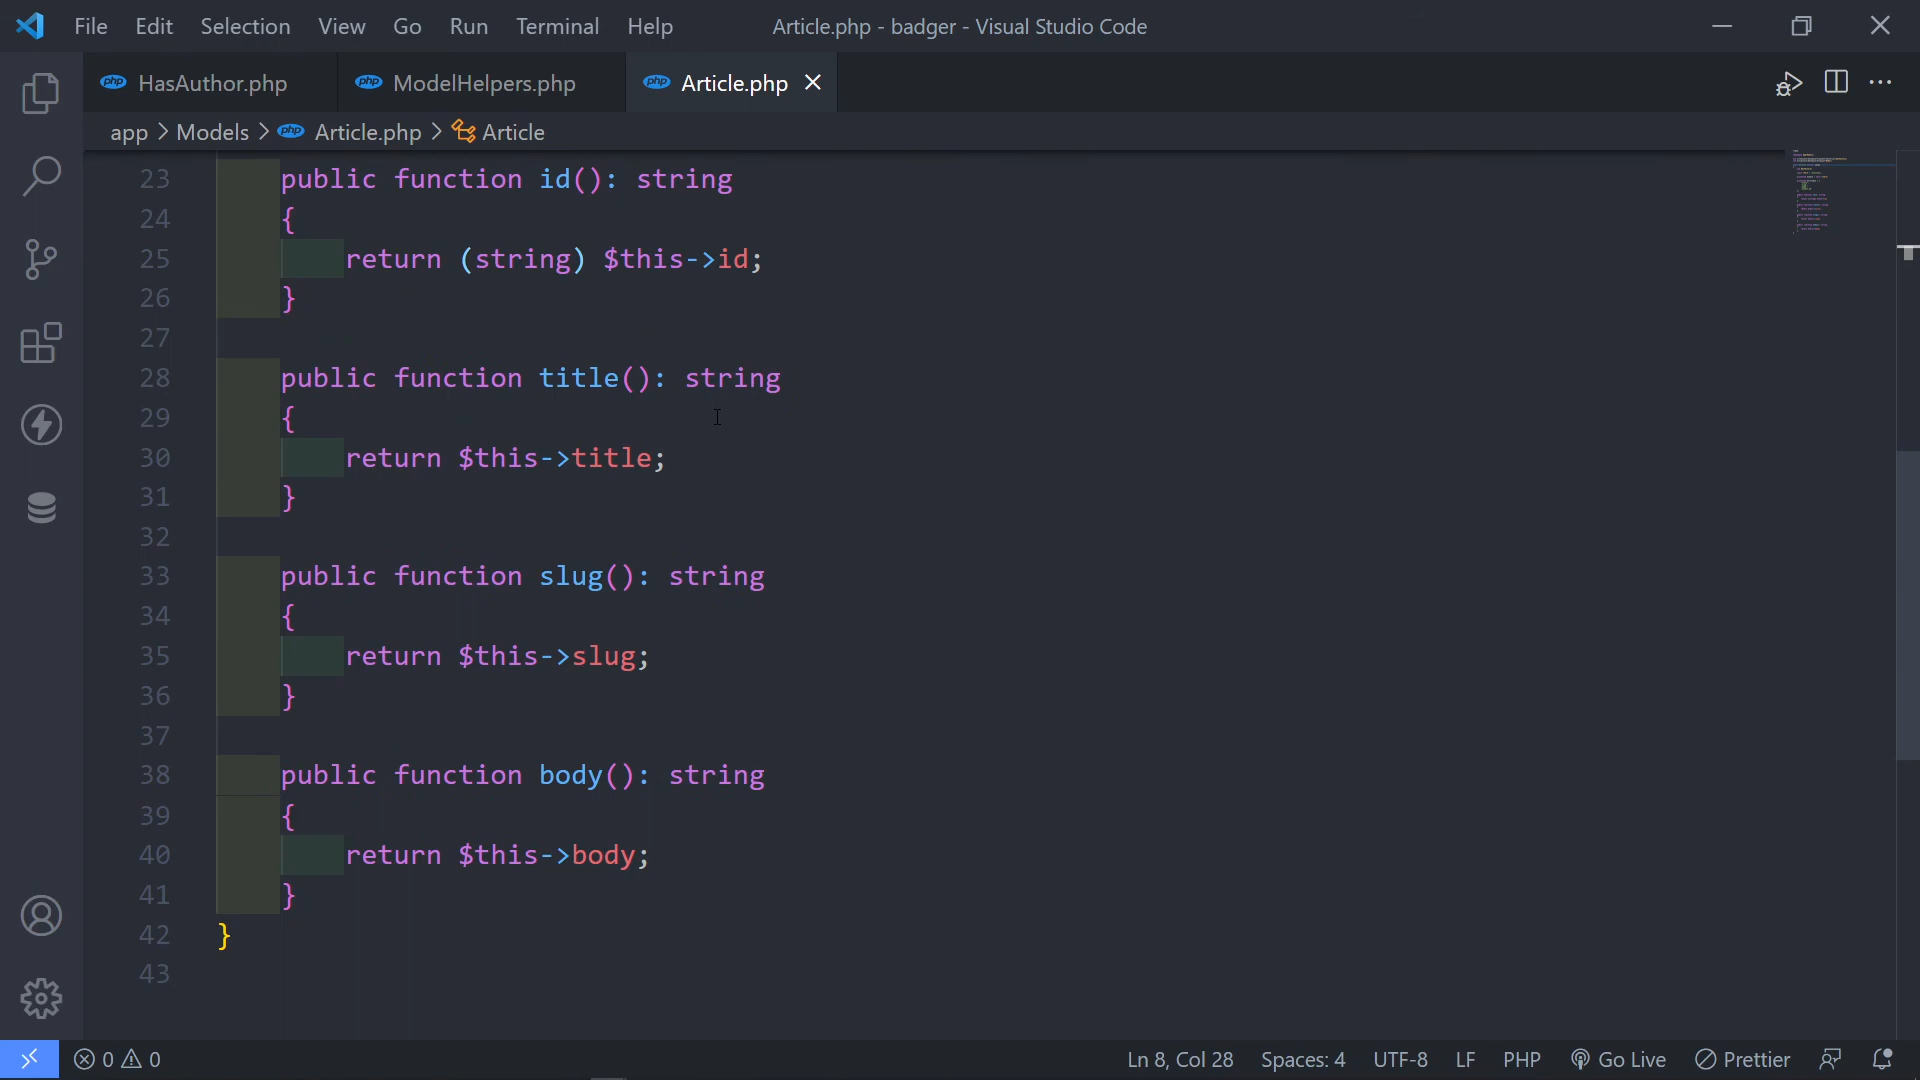 File Edit Selection View Go Run Terminal Help Article.php - badger - Visual Studio Code
php HasAuthor.php php ModelHelpers.php php Article.php
app > Models > php Article.php > Article
23 public function id(): string
24 {
25 return (string) $this->id;
26 }
27
28 public function title(): string
29 {
30 return $this->title;
31 }
32
33 public function slug(): string
34 {
35 return $this->slug;
36 }
37
38 public function body(): string
39 {
40 return $this->body;
41 }
42 }
43
0 0 Ln 8, Col 28 Spaces: 4 UTF-8 LF PHP Go Live Prettier